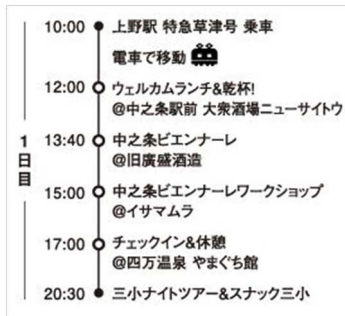 1日目
10:00 上野駅 特急草津号 乗車
電車で移動
12:00 ウェルカムランチ&乾杯!
@中之条駅前 大衆酒場ニューサイトウ
13:40 中之条ビエンナーレ
@旧廣盛酒造
15:00 中之条ビエンナーレワークショップ
@イサマムラ
17:00 チェックイン&休憩
@四万温泉 やまぐち館
20:30 三小ナイトツアー&スナック三小